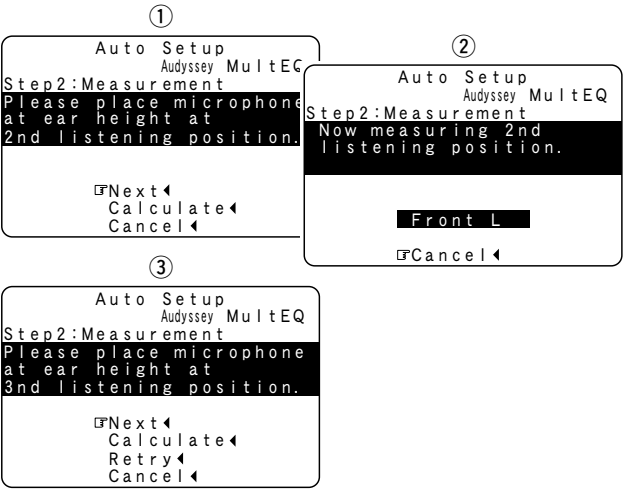 ①
Auto Setup
Audyssey MultEQ
Step2:Measurement
Please place microphone
at ear height at
2nd listening position.
☞Next◀
Calculate◀
Cancel◀
②
Auto Setup
Audyssey MultEQ
Step2:Measurement
Now measuring 2nd
listening position.
Front L
☞Cancel◀
③
Auto Setup
Audyssey MultEQ
Step2:Measurement
Please place microphone
at ear height at
3nd listening position.
☞Next◀
Calculate◀
Retry◀
Cancel◀